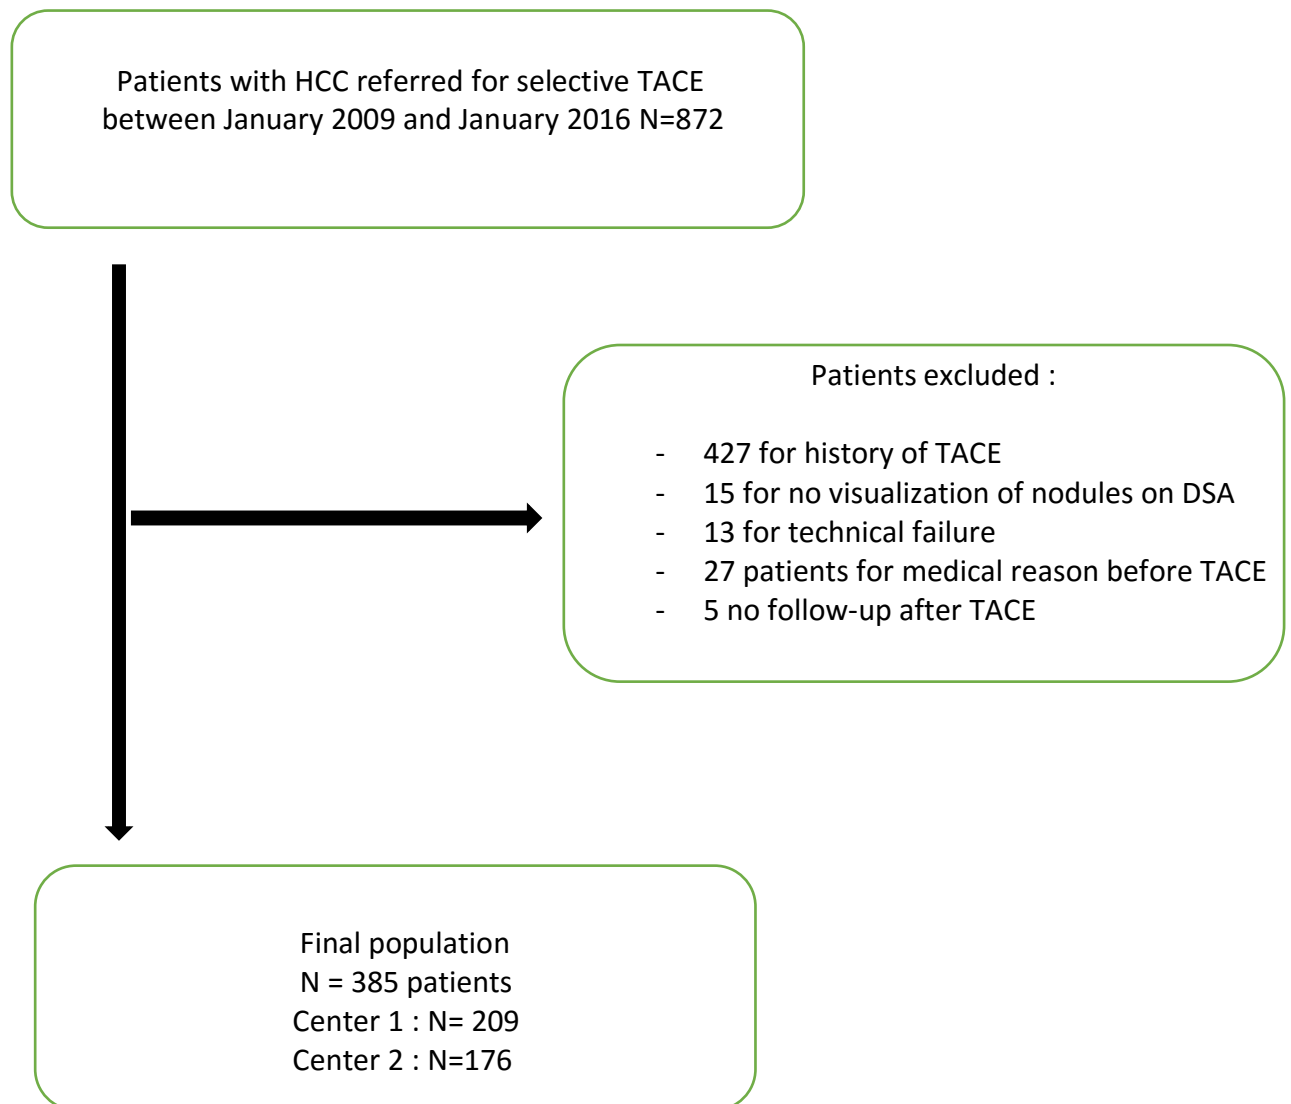 Patients with HCC referred for selective TACE
between January 2009 and January 2016 N=872
Patients excluded :
- 427 for history of TACE
- 15 for no visualization of nodules on DSA
- 13 for technical failure
- 27 patients for medical reason before TACE
- 5 no follow-up after TACE
Final population
N = 385 patients
Center 1 : N= 209
Center 2 : N=176